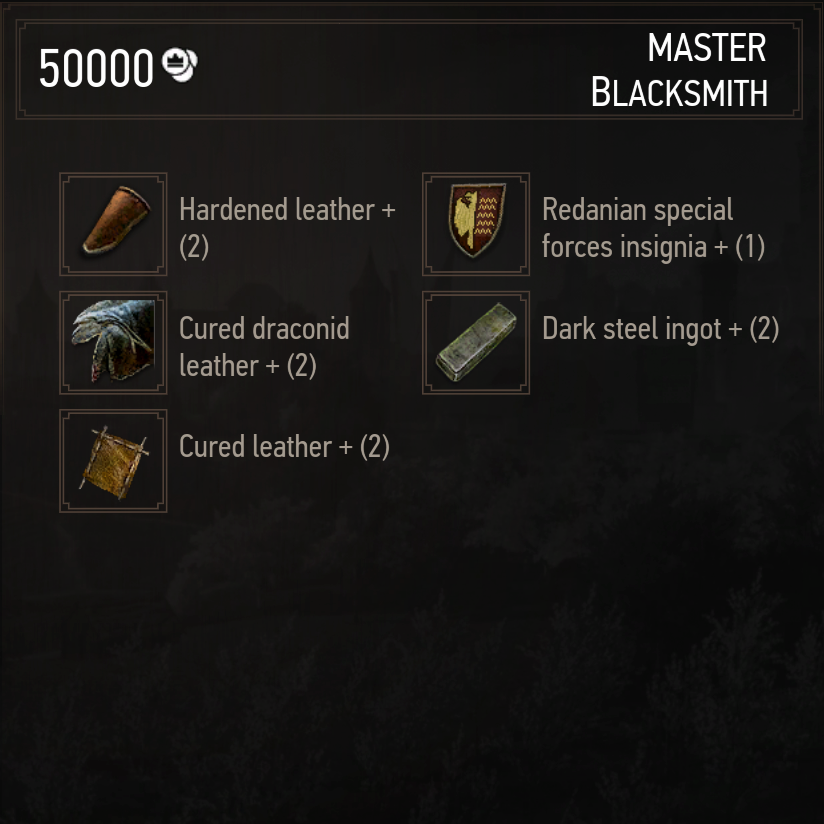 50000
MASTER
BLACKSMITH
Hardened leather +
(2)
Redanian special
forces insignia + (1)
Cured draconid
leather + (2)
Dark steel ingot + (2)
Cured leather + (2)